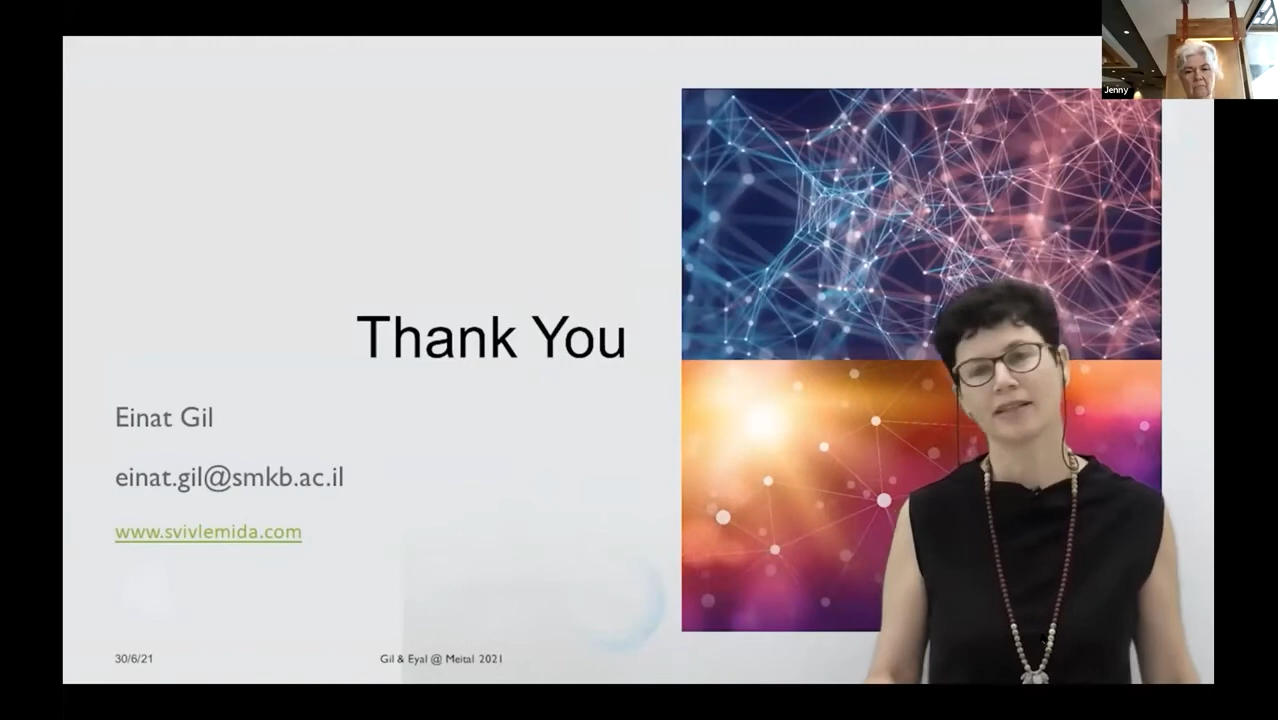 Jenny
Thank You
Einat Gil
einat.gil@smkb.ac.il
www.svivlemida.com
30/6/21
Gil & Eyal @ Meital 2021